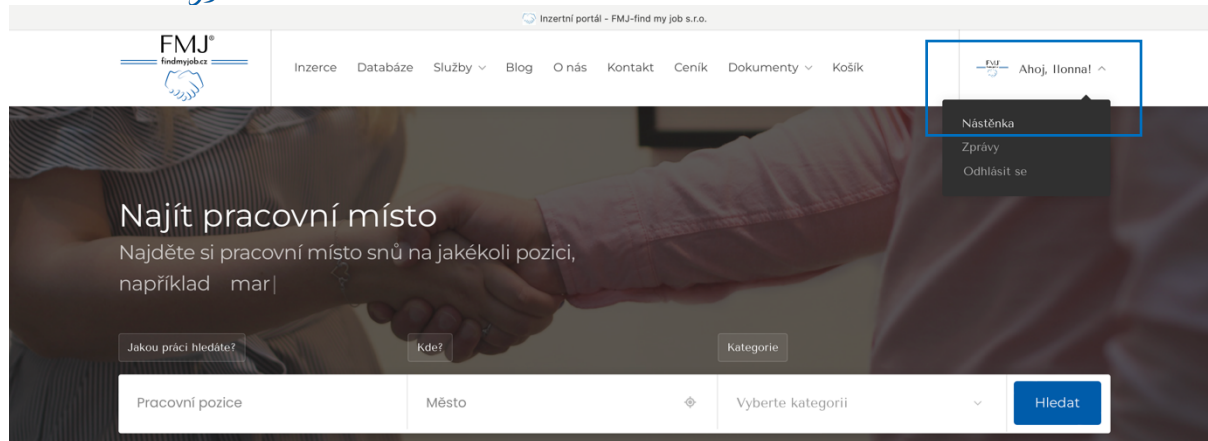 Inzertní portál - FMJ-find my job s.r.o.
FMJ®
findmyjob.cz
Inzerce Databáze Služby Blog O nás Kontakt Ceník Dokumenty Košík
FMJ Ahoj, Ilonna!
Nástěnka
Zprávy
Odhlásit se
Najít pracovní místo
Najděte si pracovní místo snů na jakékoli pozici,
například mar|
Jakou práci hledáte? Kde? Kategorie
Pracovní pozice Město Vyberte kategorii Hledat